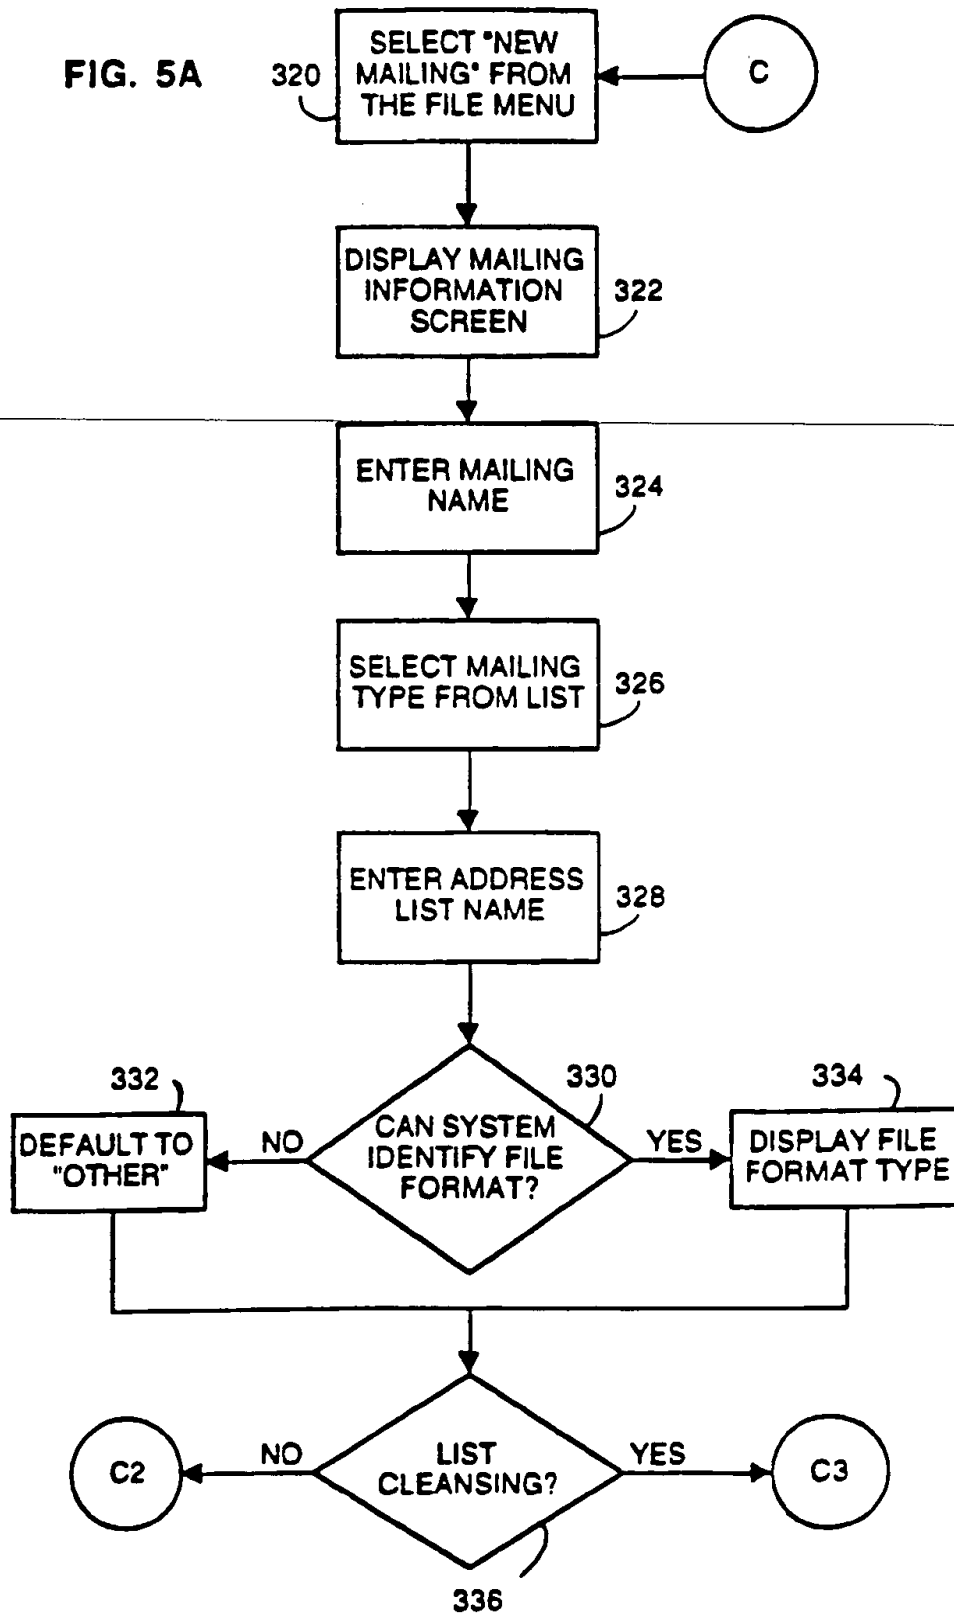 FIG. 5A
320
SELECT "NEW
MAILING" FROM
THE FILE MENU
C
DISPLAY MAILING
INFORMATION
SCREEN
322
ENTER MAILING
NAME
324
SELECT MAILING
TYPE FROM LIST
326
ENTER ADDRESS
LIST NAME
328
332
330
334
DEFAULT TO
"OTHER"
NO
CAN SYSTEM
IDENTIFY FILE
FORMAT?
YES
DISPLAY FILE
FORMAT TYPE
C2
NO
LIST
CLEANSING?
YES
C3
336